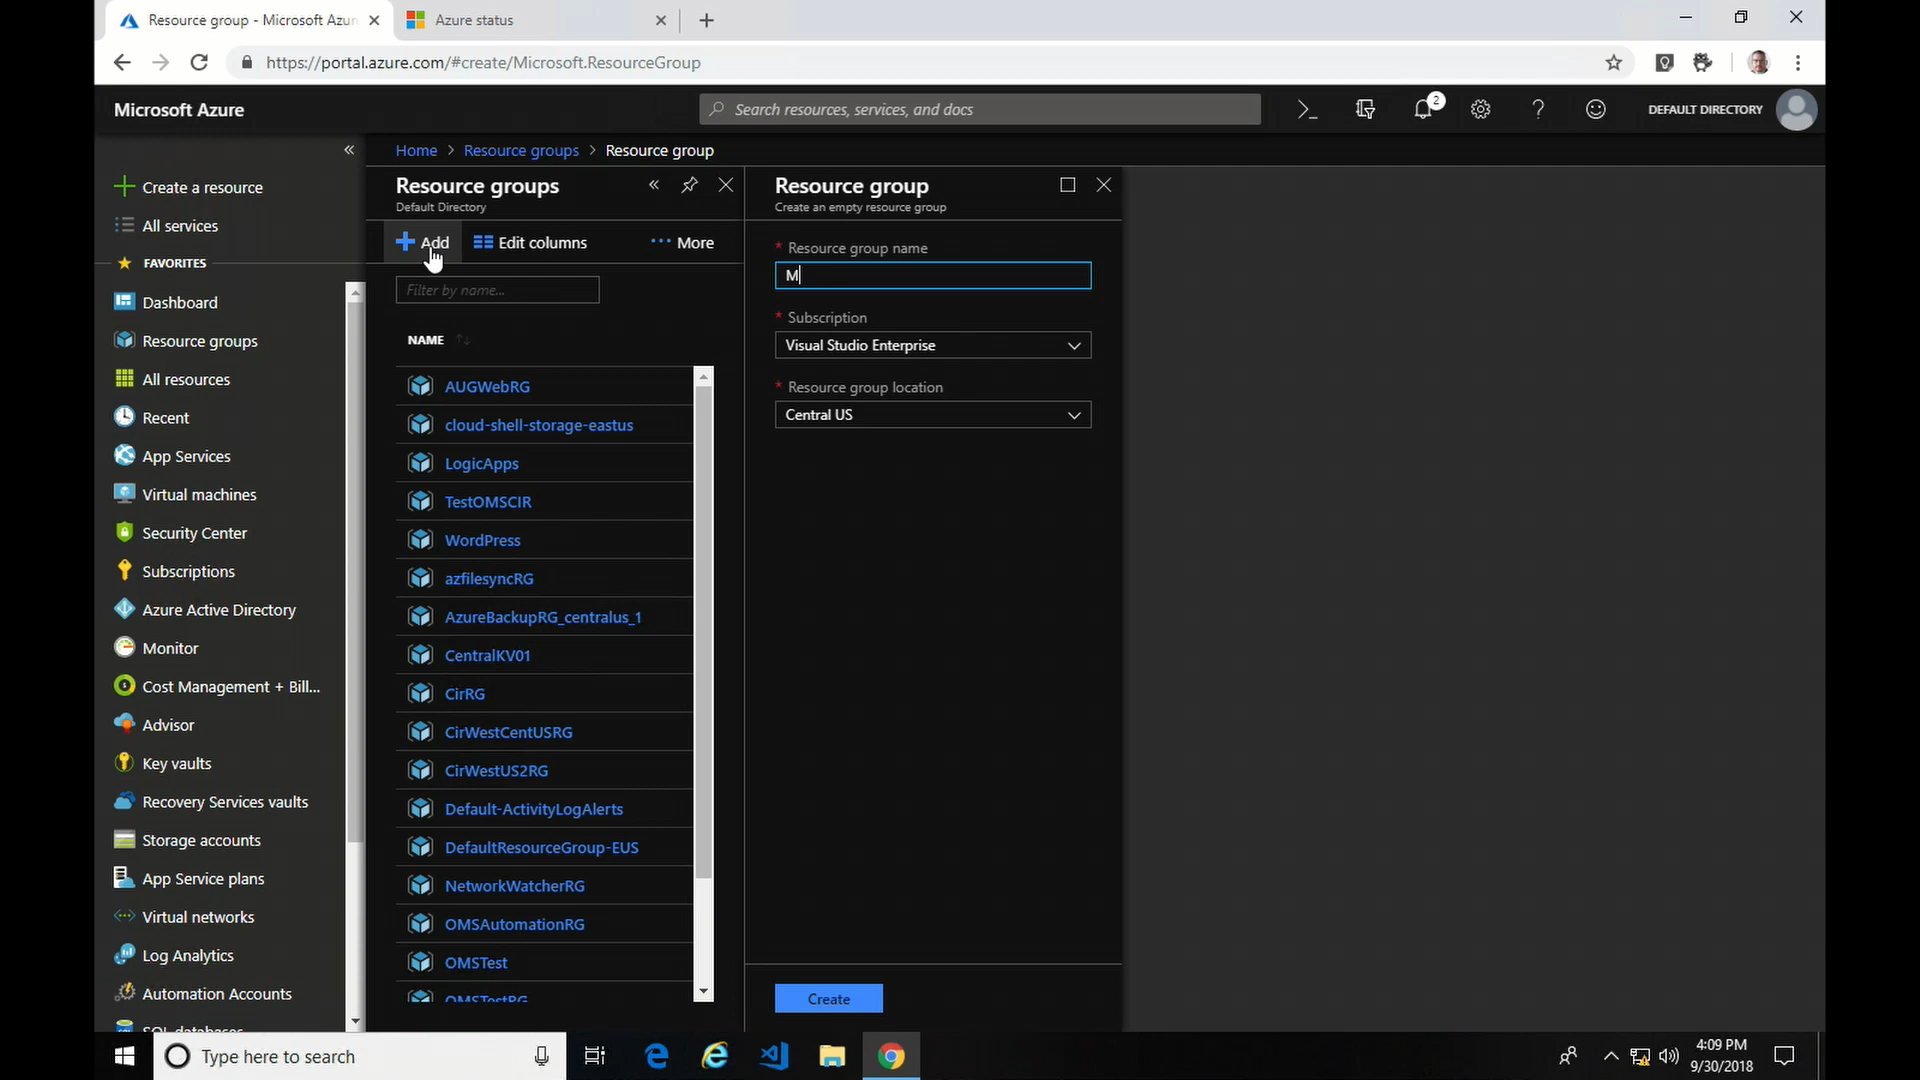 Resource group - Microsoft Azur
Azure status
https://portal.azure.com/#create/Microsoft.ResourceGroup
Microsoft Azure
Search resources, services, and docs
2
DEFAULT DIRECTORY
Home > Resource groups > Resource group
Create a resource
All services
FAVORITES
Dashboard
Resource groups
All resources
Recent
App Services
Virtual machines
Security Center
Subscriptions
Azure Active Directory
Monitor
Cost Management + Bill...
Advisor
Key vaults
Recovery Services vaults
Storage accounts
App Service plans
Virtual networks
Log Analytics
Automation Accounts
SQL databases
Resource groups
Default Directory
Add
Edit columns
More
Filter by name...
NAME
AUGWebRG
cloud-shell-storage-eastus
LogicApps
TestOMSCIR
WordPress
azfilesyncRG
AzureBackupRG_centralus_1
CentralKV01
CirRG
CirWestCentUSRG
CirWestUS2RG
Default-ActivityLogAlerts
DefaultResourceGroup-EUS
NetworkWatcherRG
OMSAutomationRG
OMSTest
OMSTestRG
Resource group
Create an empty resource group
* Resource group name
M
* Subscription
Visual Studio Enterprise
* Resource group location
Central US
Create
Type here to search
4:09 PM
9/30/2018